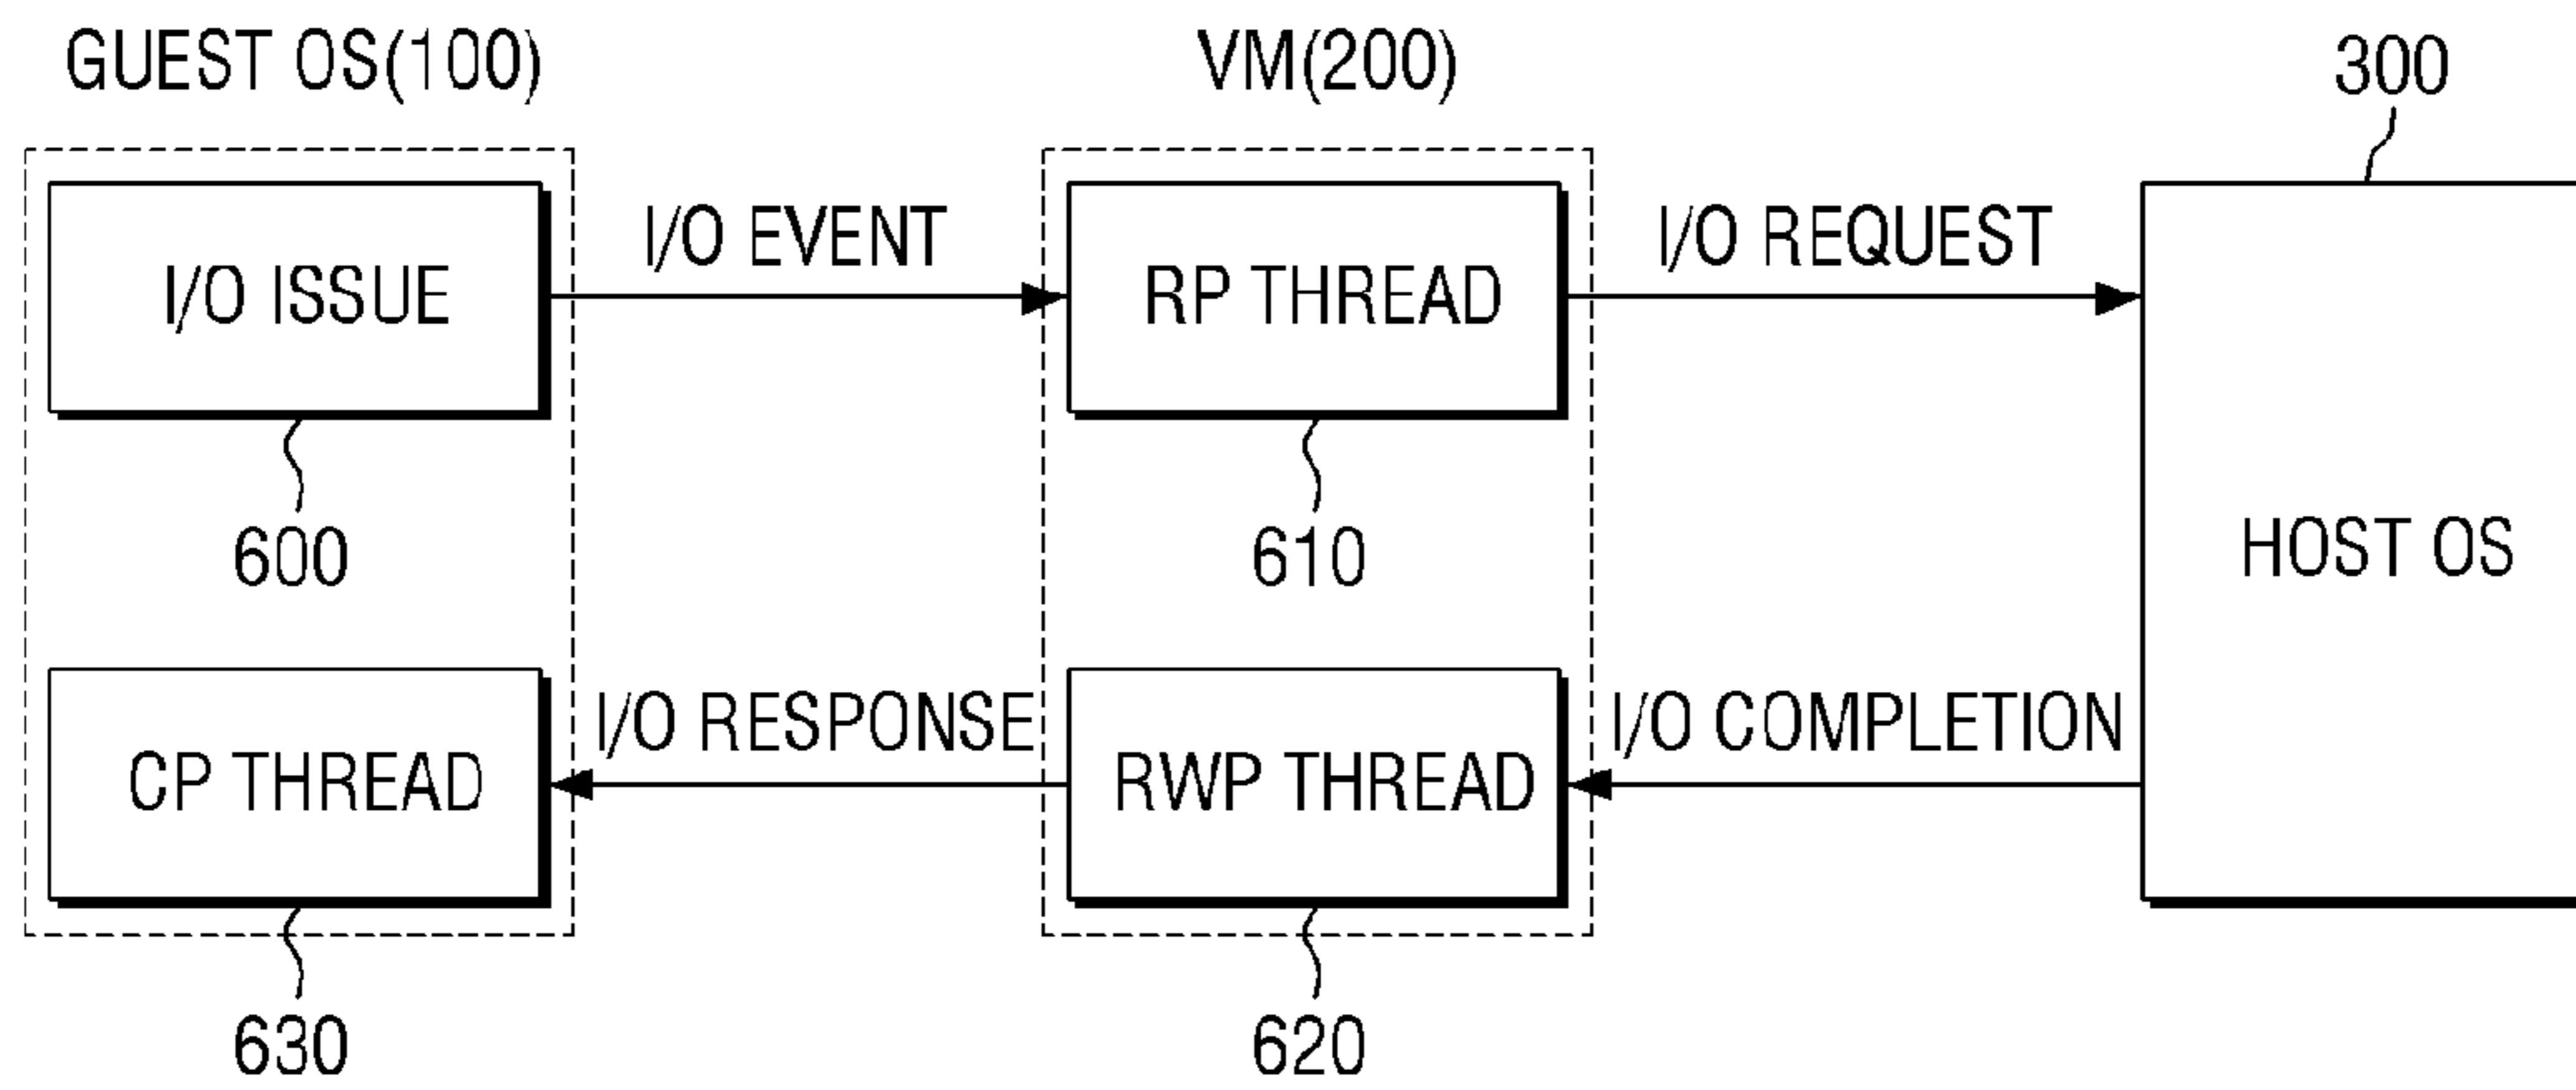 GUEST OS(100)
VM(200)
300
I/O ISSUE
I/O EVENT
RP THREAD
I/O REQUEST
600
610
HOST OS
CP THREAD
I/O RESPONSE
RWP THREAD
I/O COMPLETION
630
620